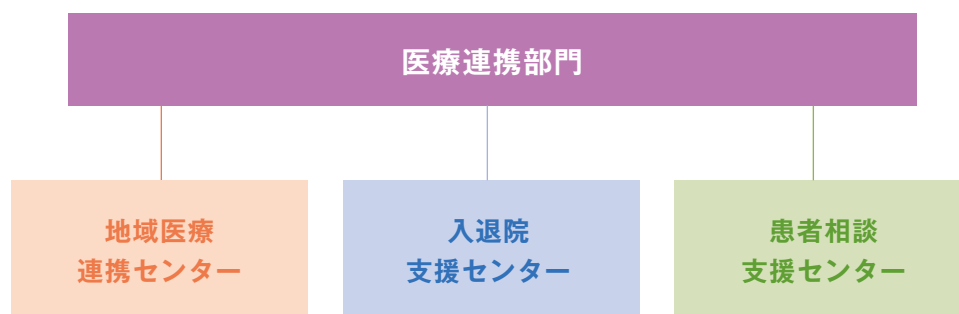 医療連携部門
地域医療
連携センター
入退院
支援センター
患者相談
支援センター